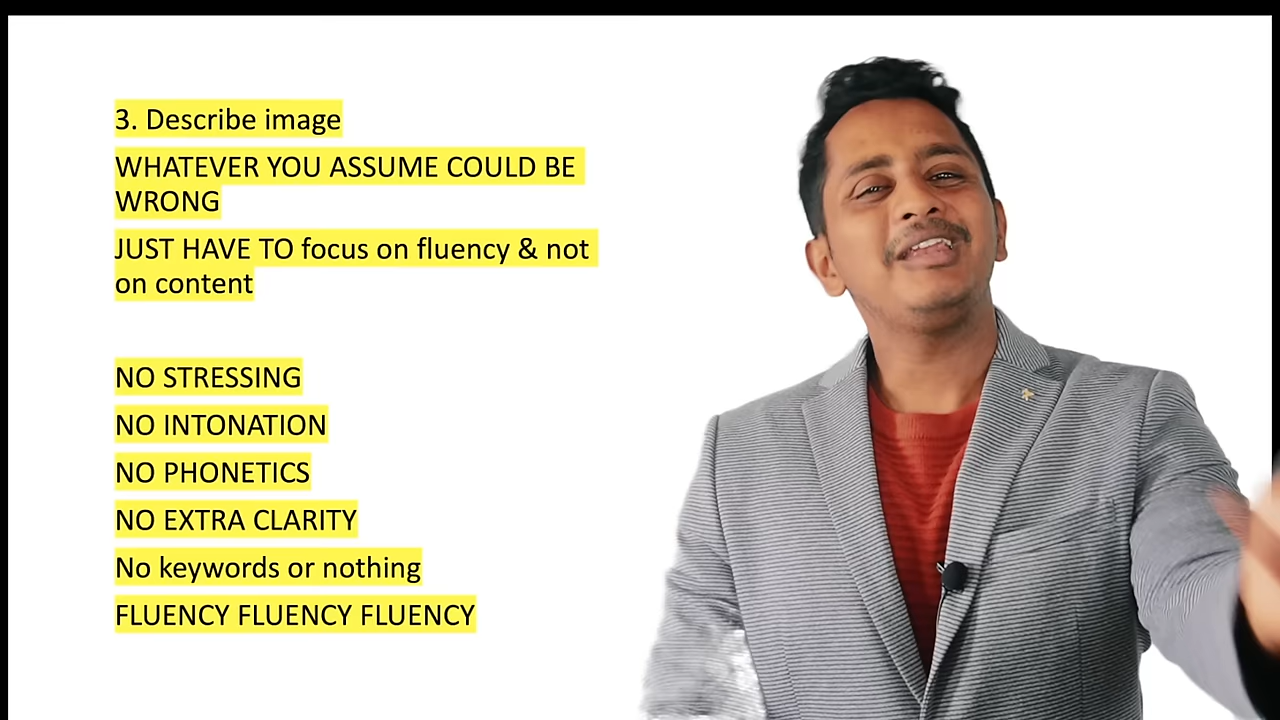 3. Describe image
WHATEVER YOU ASSUME COULD BE
WRONG
JUST HAVE TO focus on fluency & not
on content
NO STRESSING
NO INTONATION
NO PHONETICS
NO EXTRA CLARITY
No keywords or nothing
FLUENCY FLUENCY FLUENCY